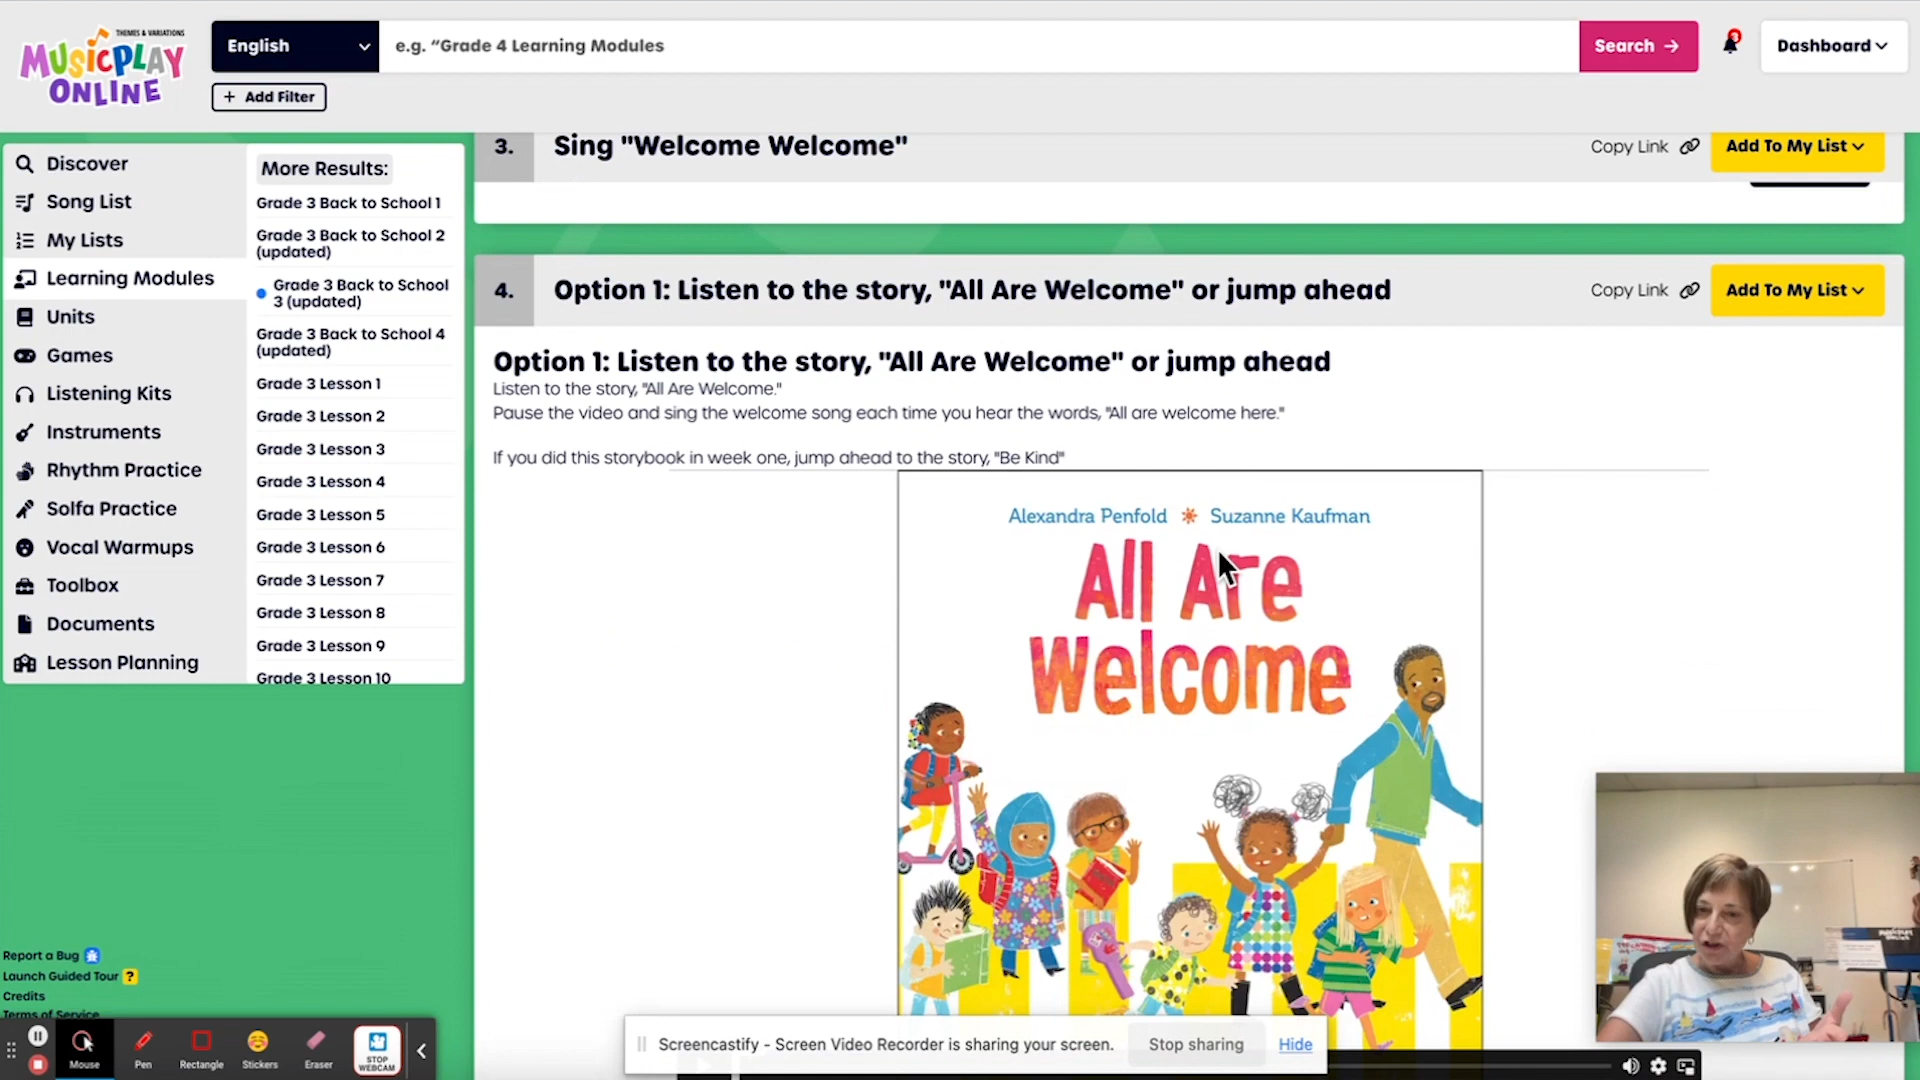 THEMES & VARIATIONS
MUSICPLAY
ONLINE
English
e.g. “Grade 4 Learning Modules
Search →
3
Dashboard
+ Add Filter
Discover
Song List
My Lists
Learning Modules
Units
Games
Listening Kits
Instruments
Rhythm Practice
Solfa Practice
Vocal Warmups
Toolbox
Documents
Lesson Planning
More Results:
Grade 3 Back to School 1
Grade 3 Back to School 2
(updated)
Grade 3 Back to School
3 (updated)
Grade 3 Back to School 4
(updated)
Grade 3 Lesson 1
Grade 3 Lesson 2
Grade 3 Lesson 3
Grade 3 Lesson 4
Grade 3 Lesson 5
Grade 3 Lesson 6
Grade 3 Lesson 7
Grade 3 Lesson 8
Grade 3 Lesson 9
Grade 3 Lesson 10
3. Sing "Welcome Welcome"
Copy Link
Add To My List
4. Option 1: Listen to the story, "All Are Welcome" or jump ahead
Copy Link
Add To My List
Option 1: Listen to the story, "All Are Welcome" or jump ahead
Listen to the story, "All Are Welcome."
Pause the video and sing the welcome song each time you hear the words, "All are welcome here."
If you did this storybook in week one, jump ahead to the story, "Be Kind"
Alexandra Penfold Suzanne Kaufman
All Are
Welcome
Report a Bug
Launch Guided Tour ?
Credits
Terms of Service
Mouse
Pen
Rectangle
Stickers
Eraser
STOP
WEBCAM
Screencastify - Screen Video Recorder is sharing your screen.
Stop sharing
Hide